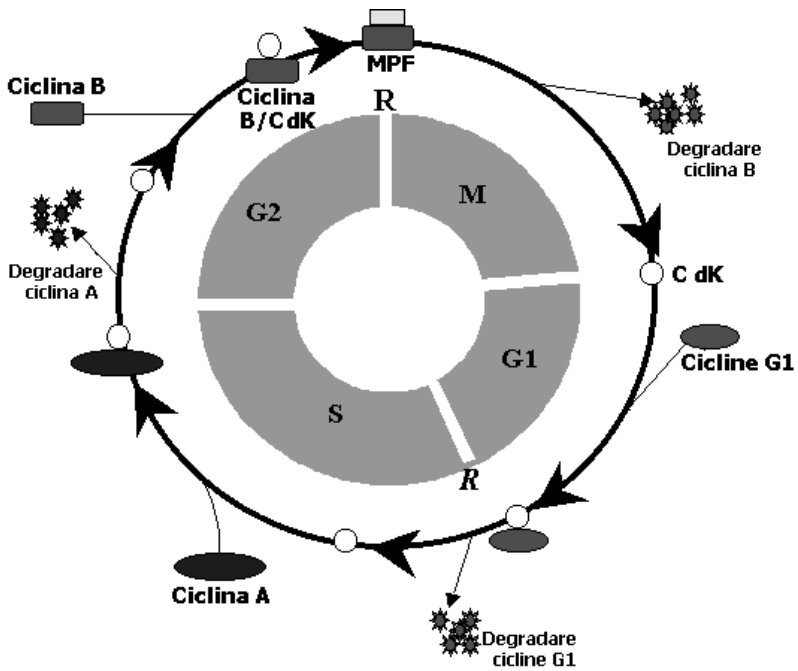 MPF
Ciclina B
Ciclina
B/CdK
R
Degradare
ciclina B
M
G2
Degradare
ciclina A
C dK
Cicline G1
G1
S
R
Ciclina A
Degradare
cicline G1